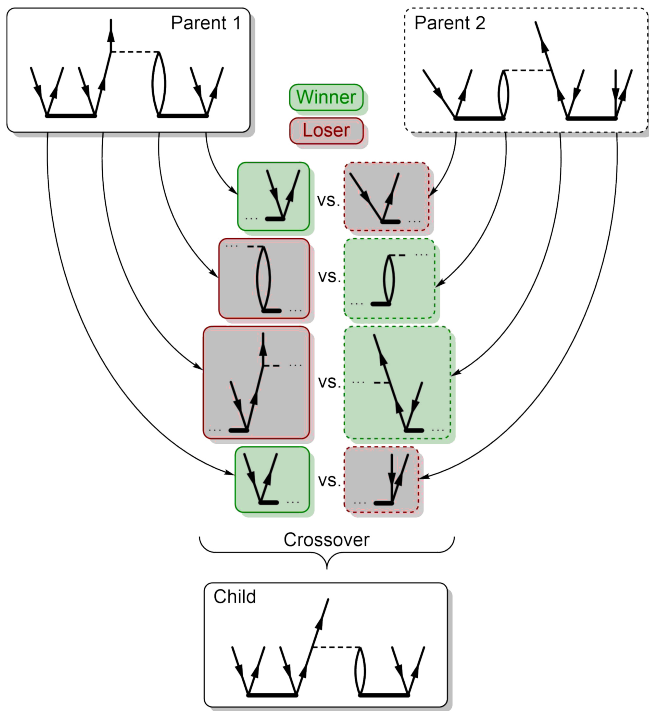 Parent 1
Parent 2
Winner
Loser
... vs. ...
... vs. ...
... ... vs. ... ...
... vs. ...
Crossover
Child